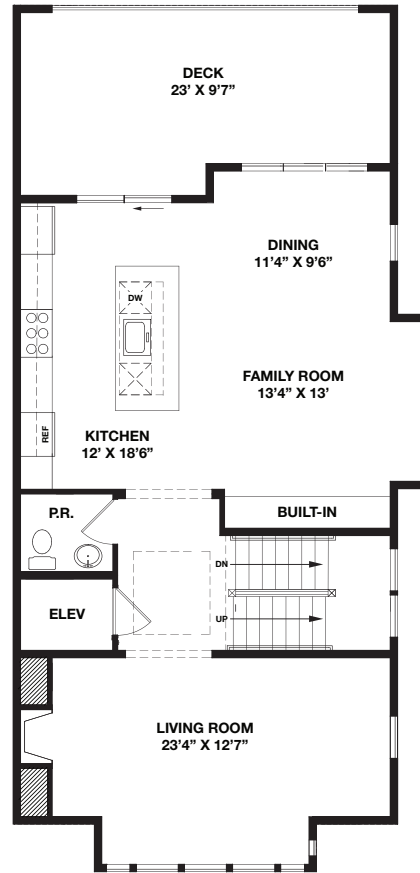 DECK
23' X 9'7"
DINING
11'4" X 9'6"
DW
FAMILY ROOM
13'4" X 13'
REF
KITCHEN
12' X 18'6"
P.R.
BUILT-IN
DN
ELEV
UP
LIVING ROOM
23'4" X 12'7"